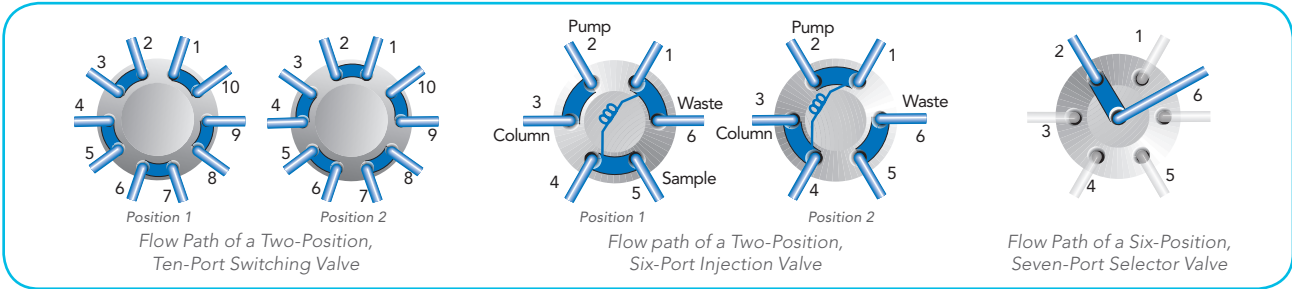 2 1
3 10
4 9
5 8
6 7
Position 1
2 1
3 10
4 9
5 8
6 7
Position 2
Flow Path of a Two-Position,
Ten-Port Switching Valve
Pump
2 1
3 Waste
Column 6
4 5 Sample
Position 1
Pump
2 1
3 Waste
Column 6
4 5
Position 2
Flow path of a Two-Position,
Six-Port Injection Valve
1
2
6
3
4 5
Flow Path of a Six-Position,
Seven-Port Selector Valve